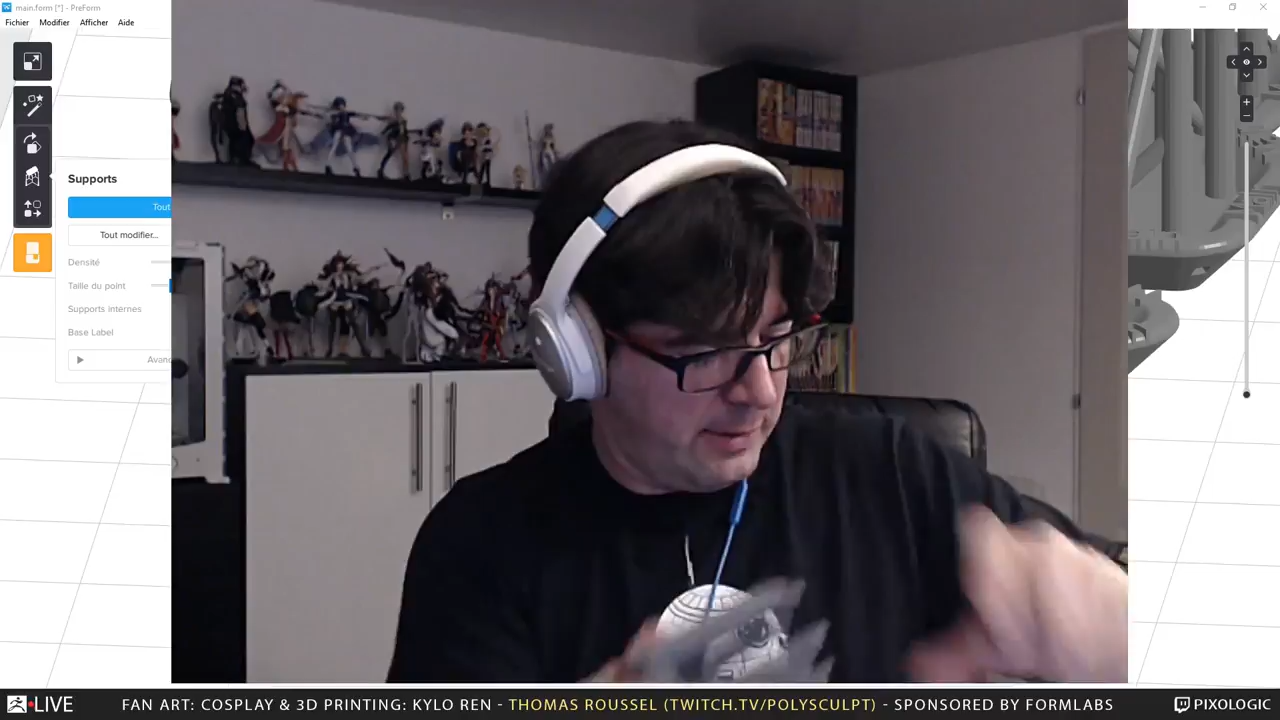 main.form [*] - PreForm
Fichier Modifier Afficher Aide
Supports
Tout
Tout modifier...
Densité
Taille du point
Supports internes
Base Label
LIVE
FAN ART: COSPLAY & 3D PRINTING: KYLO REN - THOMAS ROUSSEL (TWITCH.TV/POLYSCULPT) - SPONSORED BY FORMLABS
PIXOLOGIC